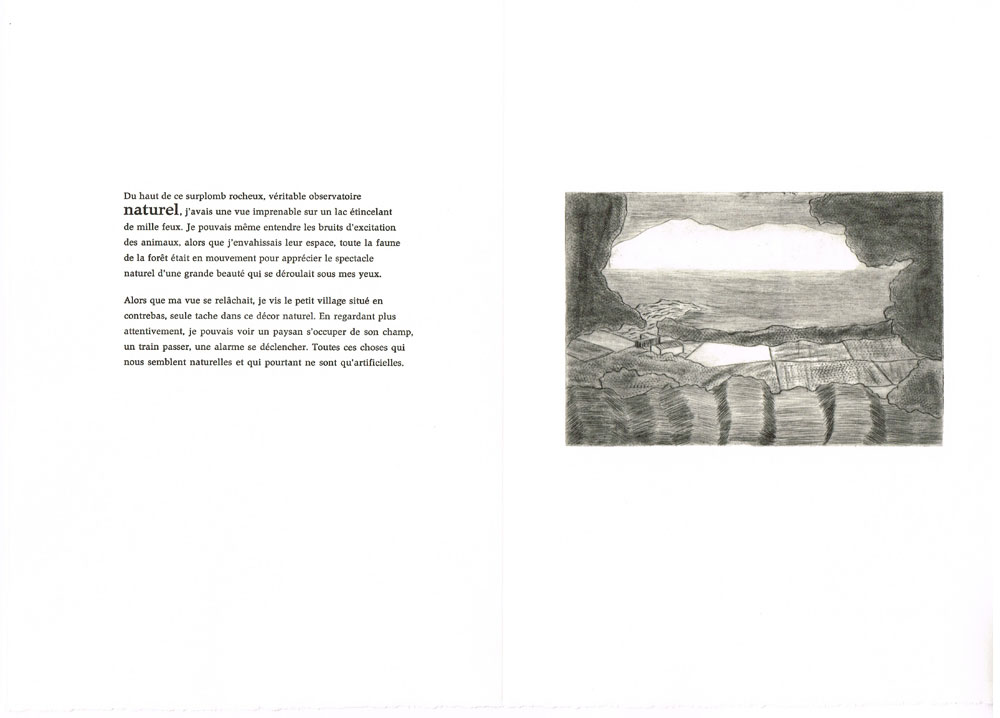 Du haut de ce surplomb rocheux, véritable observatoire
naturel, j'avais une vue imprenable sur un lac étincelant
de mille feux. Je pouvais même entendre les bruits d'excitation
des animaux, alors que j'envahissais leur espace, toute la faune
de la forêt était en mouvement pour apprécier le spectacle
naturel d'une grande beauté qui se déroulait sous mes yeux.
Alors que ma vue se relâchait, je vis le petit village situé en
contrebas, seule tache dans ce décor naturel. En regardant plus
attentivement, je pouvais voir un paysan s'occuper de son champ,
un train passer, une alarme se déclencher. Toutes ces choses qui
nous semblent naturelles et qui pourtant ne sont qu'artificielles.